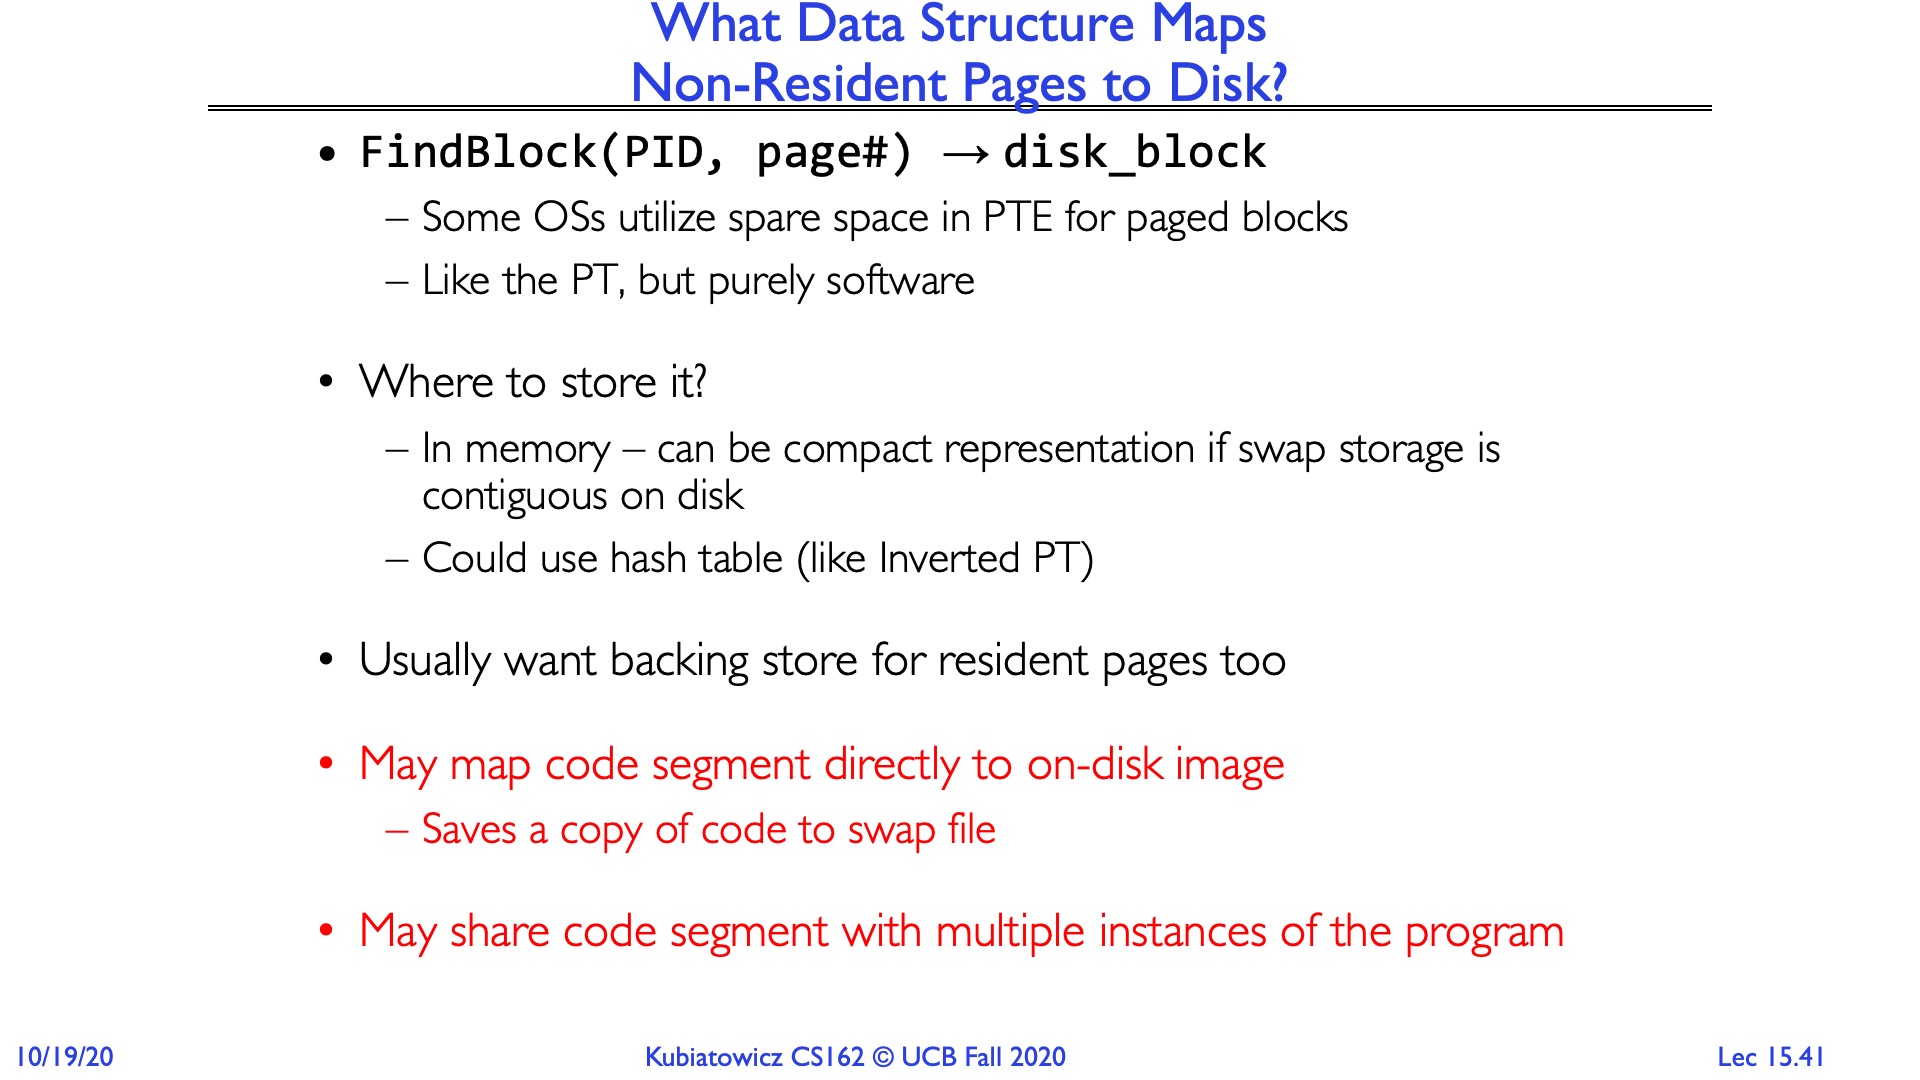 What Data Structure Maps
Non-Resident Pages to Disk?
• FindBlock(PID, page#) → disk_block
– Some OSs utilize spare space in PTE for paged blocks
– Like the PT, but purely software
• Where to store it?
– In memory – can be compact representation if swap storage is
contiguous on disk
– Could use hash table (like Inverted PT)
• Usually want backing store for resident pages too
• May map code segment directly to on-disk image
– Saves a copy of code to swap file
• May share code segment with multiple instances of the program
10/19/20
Kubiatowicz CS162 © UCB Fall 2020
Lec 15.41